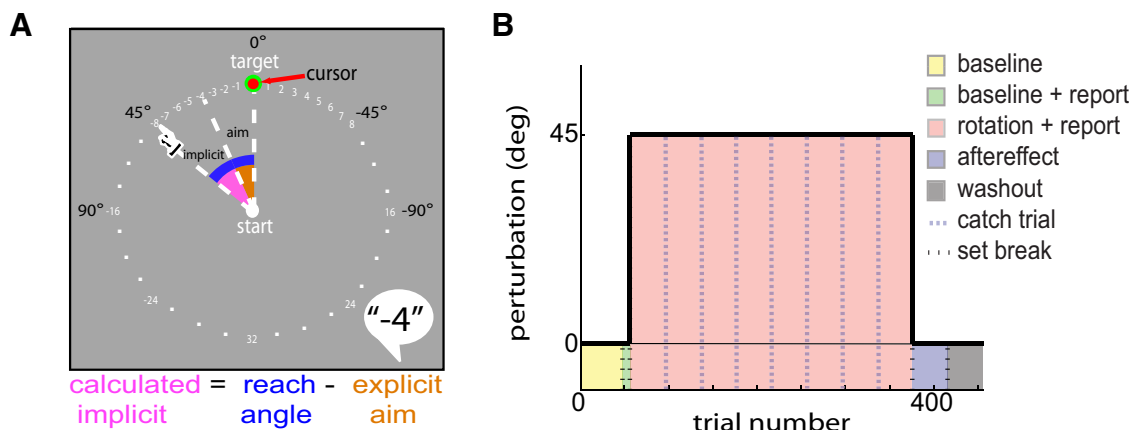 A
0°
target
cursor
-8 -7 -6 -5 -4 -3 -2 -1 1 2 3 4 5 6 7 8
45°
-45°
aim
implicit
90°
-16
16
-90°
start
-24
24
32
“-4”
calculated = reach - explicit
implicit angle aim
B
perturbation (deg)
45
0
0
400
trial number
baseline
baseline + report
rotation + report
aftereffect
washout
catch trial
set break